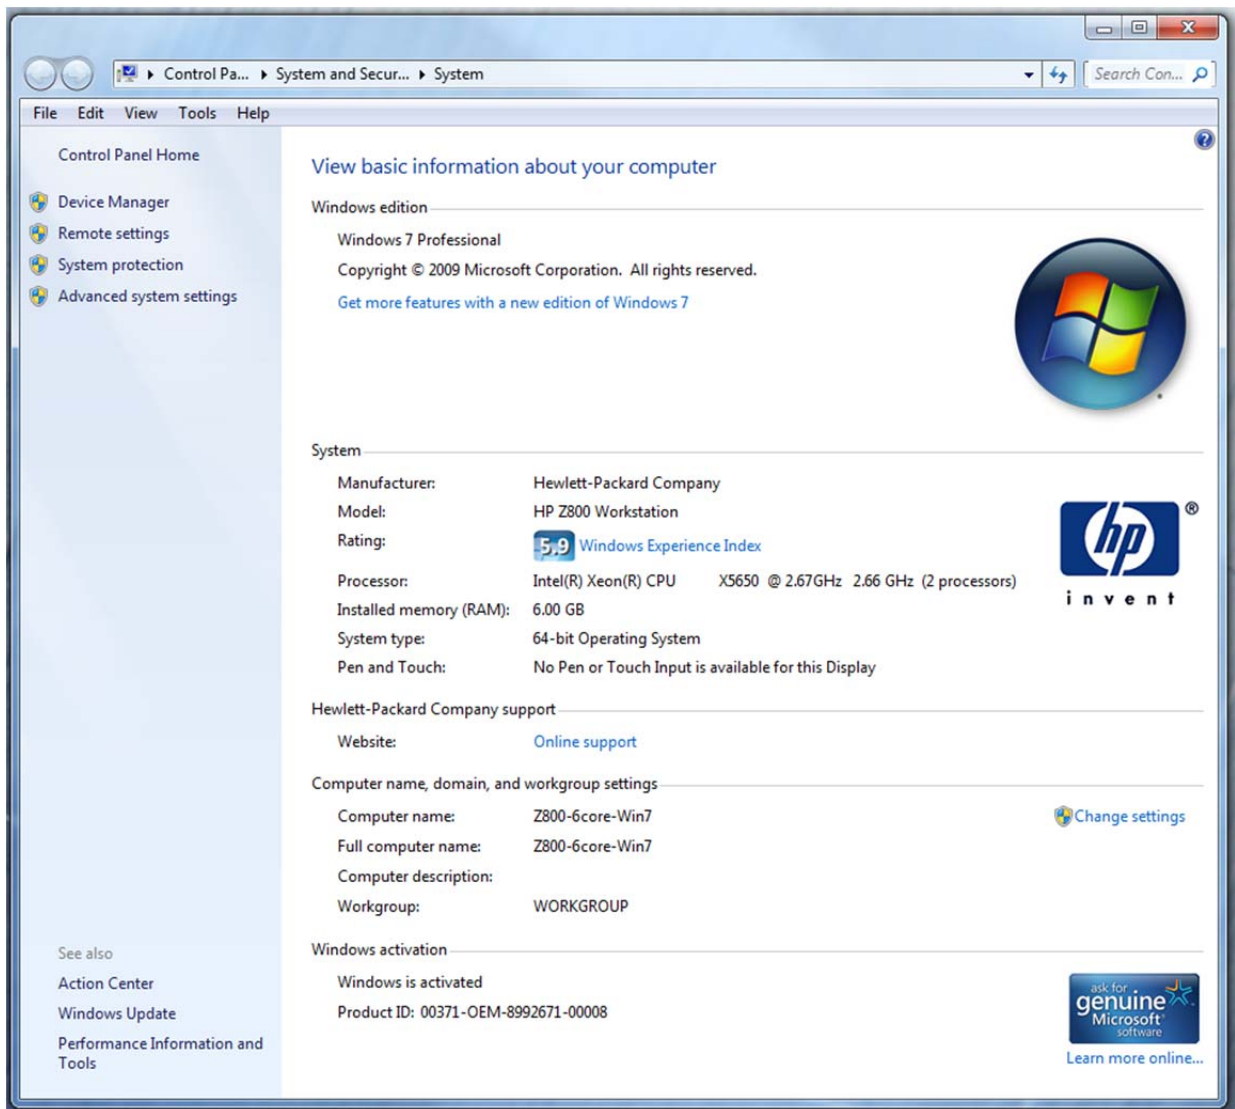 Control Pa... System and Secur... System
Search Con...
File Edit View Tools Help
Control Panel Home
Device Manager
Remote settings
System protection
Advanced system settings
See also
Action Center
Windows Update
Performance Information and
Tools
View basic information about your computer
Windows edition
Windows 7 Professional
Copyright © 2009 Microsoft Corporation. All rights reserved.
Get more features with a new edition of Windows 7
System
Manufacturer: Hewlett-Packard Company
Model: HP Z800 Workstation
Rating: 5.9 Windows Experience Index
Processor: Intel(R) Xeon(R) CPU X5650 @ 2.67GHz 2.66 GHz (2 processors)
Installed memory (RAM): 6.00 GB
System type: 64-bit Operating System
Pen and Touch: No Pen or Touch Input is available for this Display
hp ®
invent
Hewlett-Packard Company support
Website: Online support
Computer name, domain, and workgroup settings
Computer name: Z800-6core-Win7
Change settings
Full computer name: Z800-6core-Win7
Computer description:
Workgroup: WORKGROUP
Windows activation
Windows is activated
Product ID: 00371-OEM-8992671-00008
ask for
genuine
Microsoft
software
Learn more online...